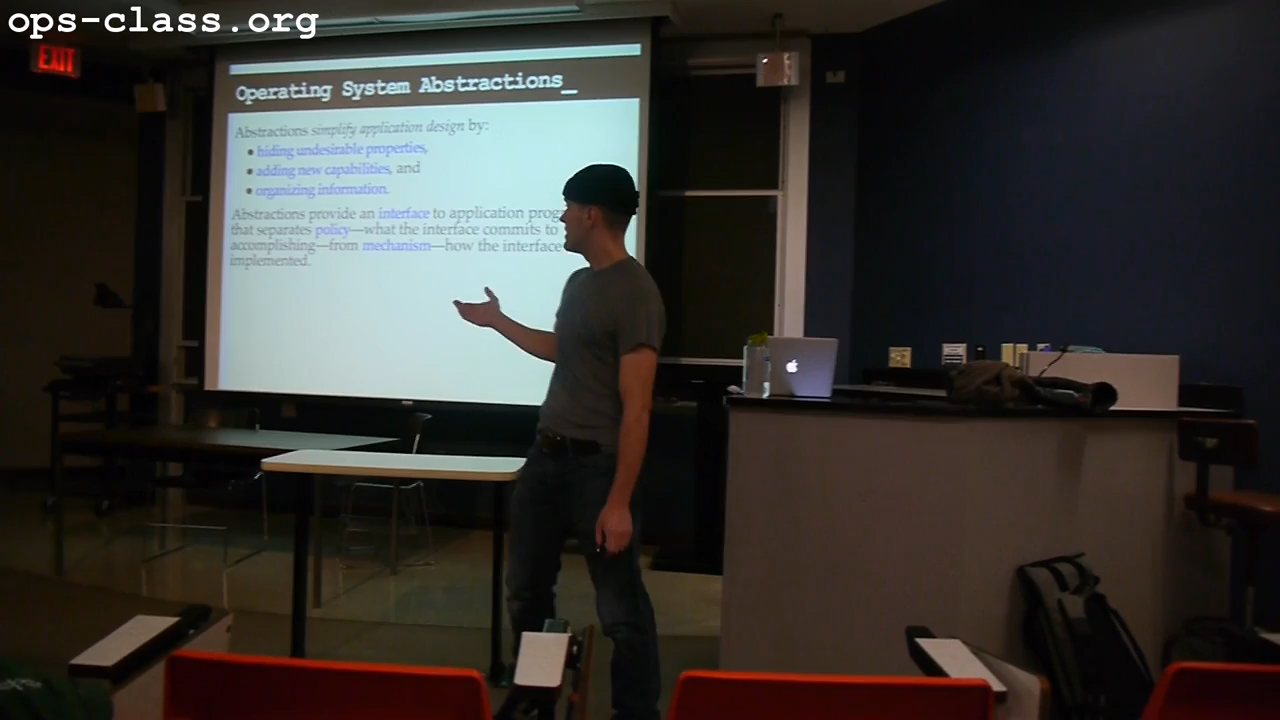 ops-class.org
EXIT
Operating System Abstractions_
Abstractions simplify application design by:
• hiding undesirable properties,
• adding new capabilities, and
• organizing information.
Abstractions provide an interface to application prog
that separates policy—what the interface commits to
accomplishing—from mechanism—how the interface
implemented.